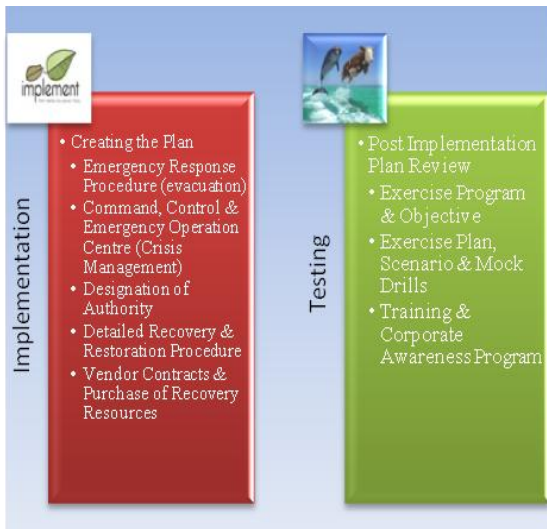 implement
Implementation
• Creating the Plan
• Emergency Response
Procedure (evacuation)
• Command, Control &
Emergency Operation
Centre (Crisis
Management)
• Designation of
Authority
• Detailed Recovery &
Restoration Procedure
• Vendor Contracts &
Purchase of Recovery
Resources
Testing
• Post Implementation
Plan Review
• Exercise Program
& Objective
• Exercise Plan,
Scenario & Mock
Drills
• Training &
Corporate
Awareness Program